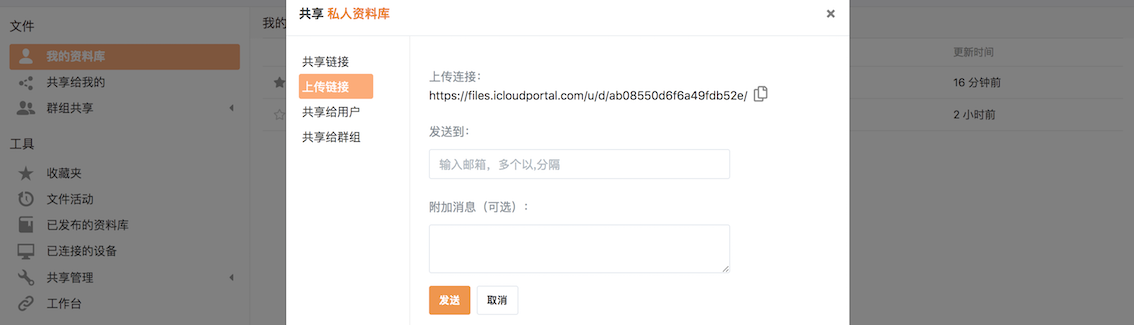 文件
我的资料库
共享给我的
群组共享
工具
收藏夹
文件活动
已发布的资料库
已连接的设备
共享管理
工作台
我的
共享 私人资料库
共享链接
上传链接
共享给用户
共享给群组
上传连接：
https://files.icloudportal.com/u/d/ab08550d6f6a49fdb52e/
发送到：
输入邮箱，多个以,分隔
附加消息（可选）：
发送 取消
更新时间
16 分钟前
2 小时前